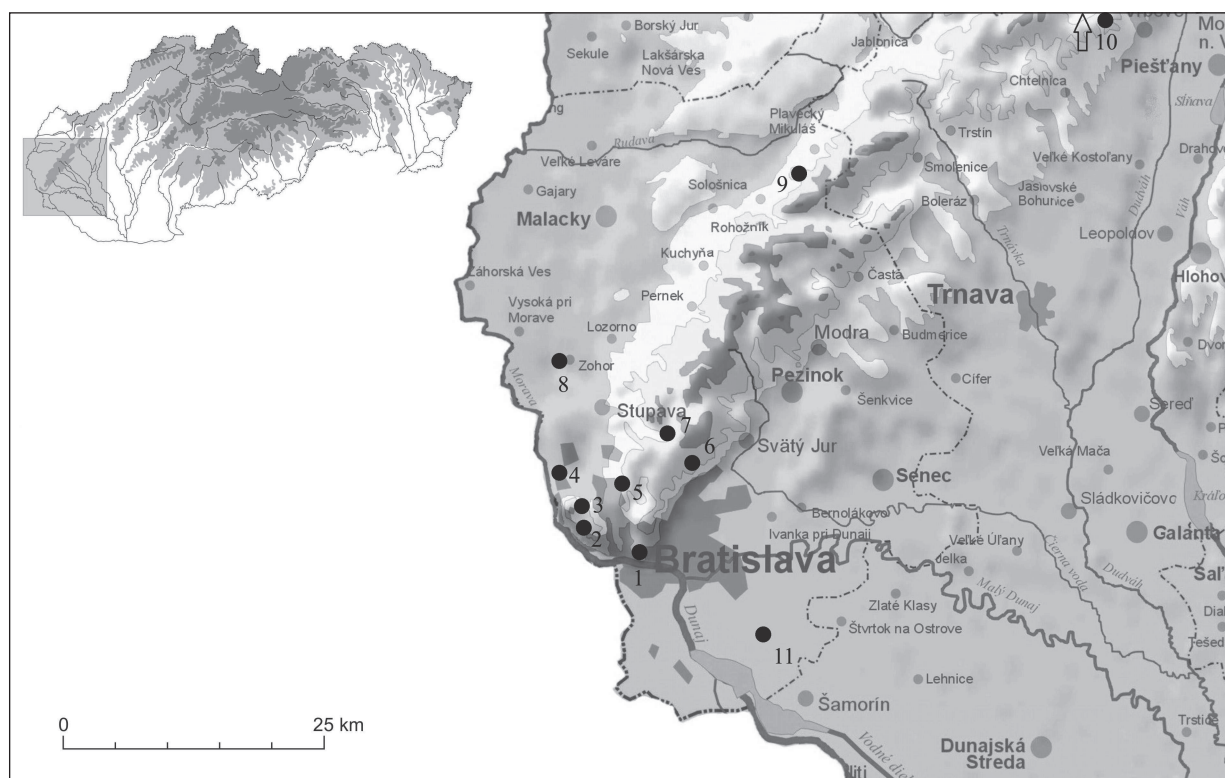 Borský Jur
Sekule
Lakšárska
Nová Ves
Jablonica
10
n. V
Piešťany
Chtelnica
Plavecký
Mikuláš
Trstín
Rudava
Veľké Leváre
Smolenice
Veľké Kostoľany
Drahov
Gajary
Sološnica
9
Boleráz
Jaslovské
Bohunice
Dudváh
Váh
Malacky
Rohožník
Leopoldov
Trnávka
Kuchyňa
Hlohov
Záhorská Ves
Častá
Pernek
Trnava
Vysoká pri
Morave
Lozorno
Modra
Budmerice
Dvor
Zohor
8
Morava
Pezinok
Cífer
Šenkvice
Stupava
Sereď
7
6
Svätý Jur
Veľká Mača
4
5
Senec
3
Sládkovičovo
Bernolákovo
2
Ivanka pri Dunaji
Veľké Úľany
Galanta
1
Bratislava
Jelka
Čierna voda
Dudváh
Malý Dunaj
Zlaté Klasy
Dunaj
Štvrtok na Ostrove
11
Lehnice
Šamorín
0
25 km
Dunajská
Streda